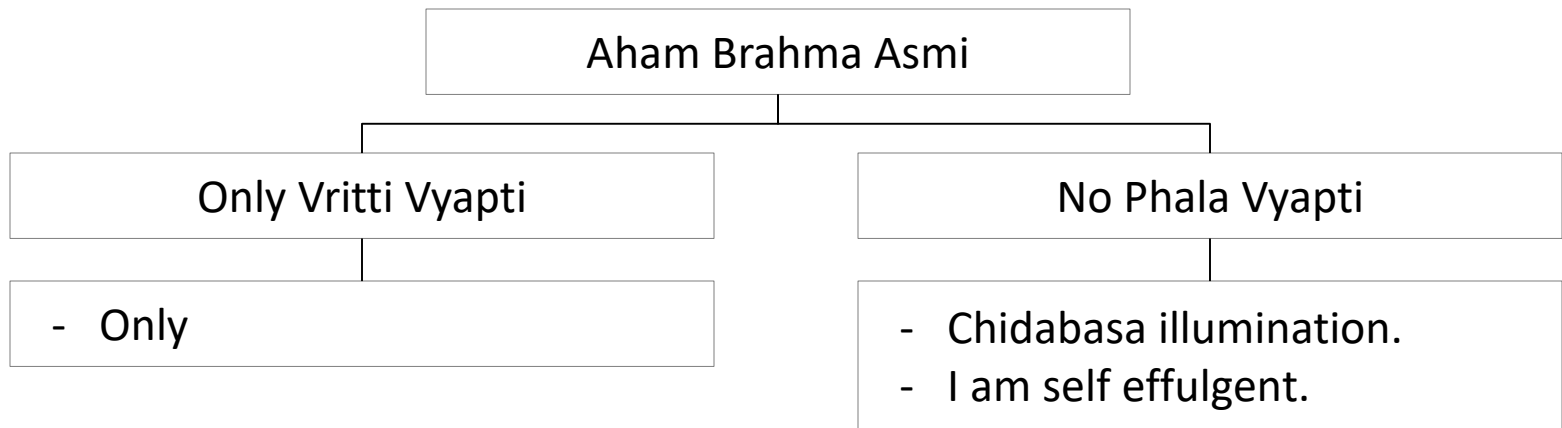 Aham Brahma Asmi
Only Vritti Vyapti
No Phala Vyapti
- Only
- Chidabasa illumination.
- I am self effulgent.